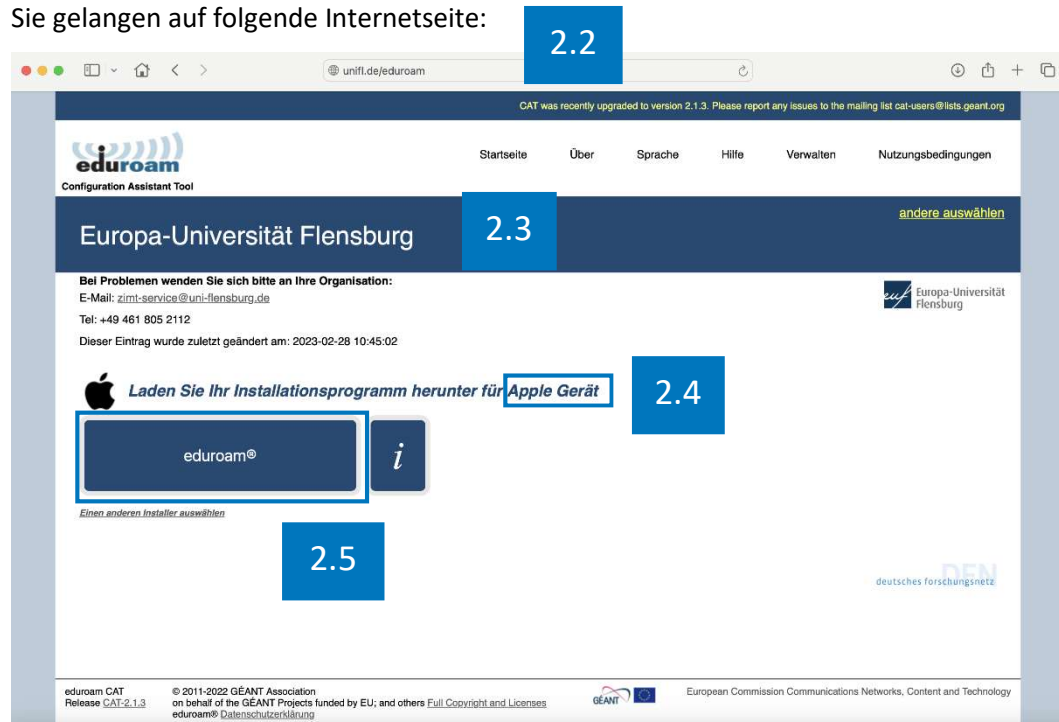 Sie gelangen auf folgende Internetseite:
2.2
unifl.de/eduroam
CAT was recently upgraded to version 2.1.3. Please report any issues to the mailing list cat-users@lists.geant.org
eduroam
Configuration Assistant Tool
Startseite Über Sprache Hilfe Verwalten Nutzungsbedingungen
andere auswählen
Europa-Universität Flensburg
2.3
Bei Problemen wenden Sie sich bitte an Ihre Organisation:
E-Mail: zimt-service@uni-flensburg.de
Tel: +49 461 805 2112
Dieser Eintrag wurde zuletzt geändert am: 2023-02-28 10:45:02
euf Europa-Universität
Flensburg
Laden Sie Ihr Installationsprogramm herunter für Apple Gerät
2.4
eduroam®
i
Einen anderen Installer auswählen
2.5
DFN
deutsches forschungsnetz
eduroam CAT
Release CAT-2.1.3
© 2011-2022 GÉANT Association
on behalf of the GÉANT Projects funded by EU; and others Full Copyright and Licenses
eduroam® Datenschutzerklärung
GÉANT
European Commission Communications Networks, Content and Technology